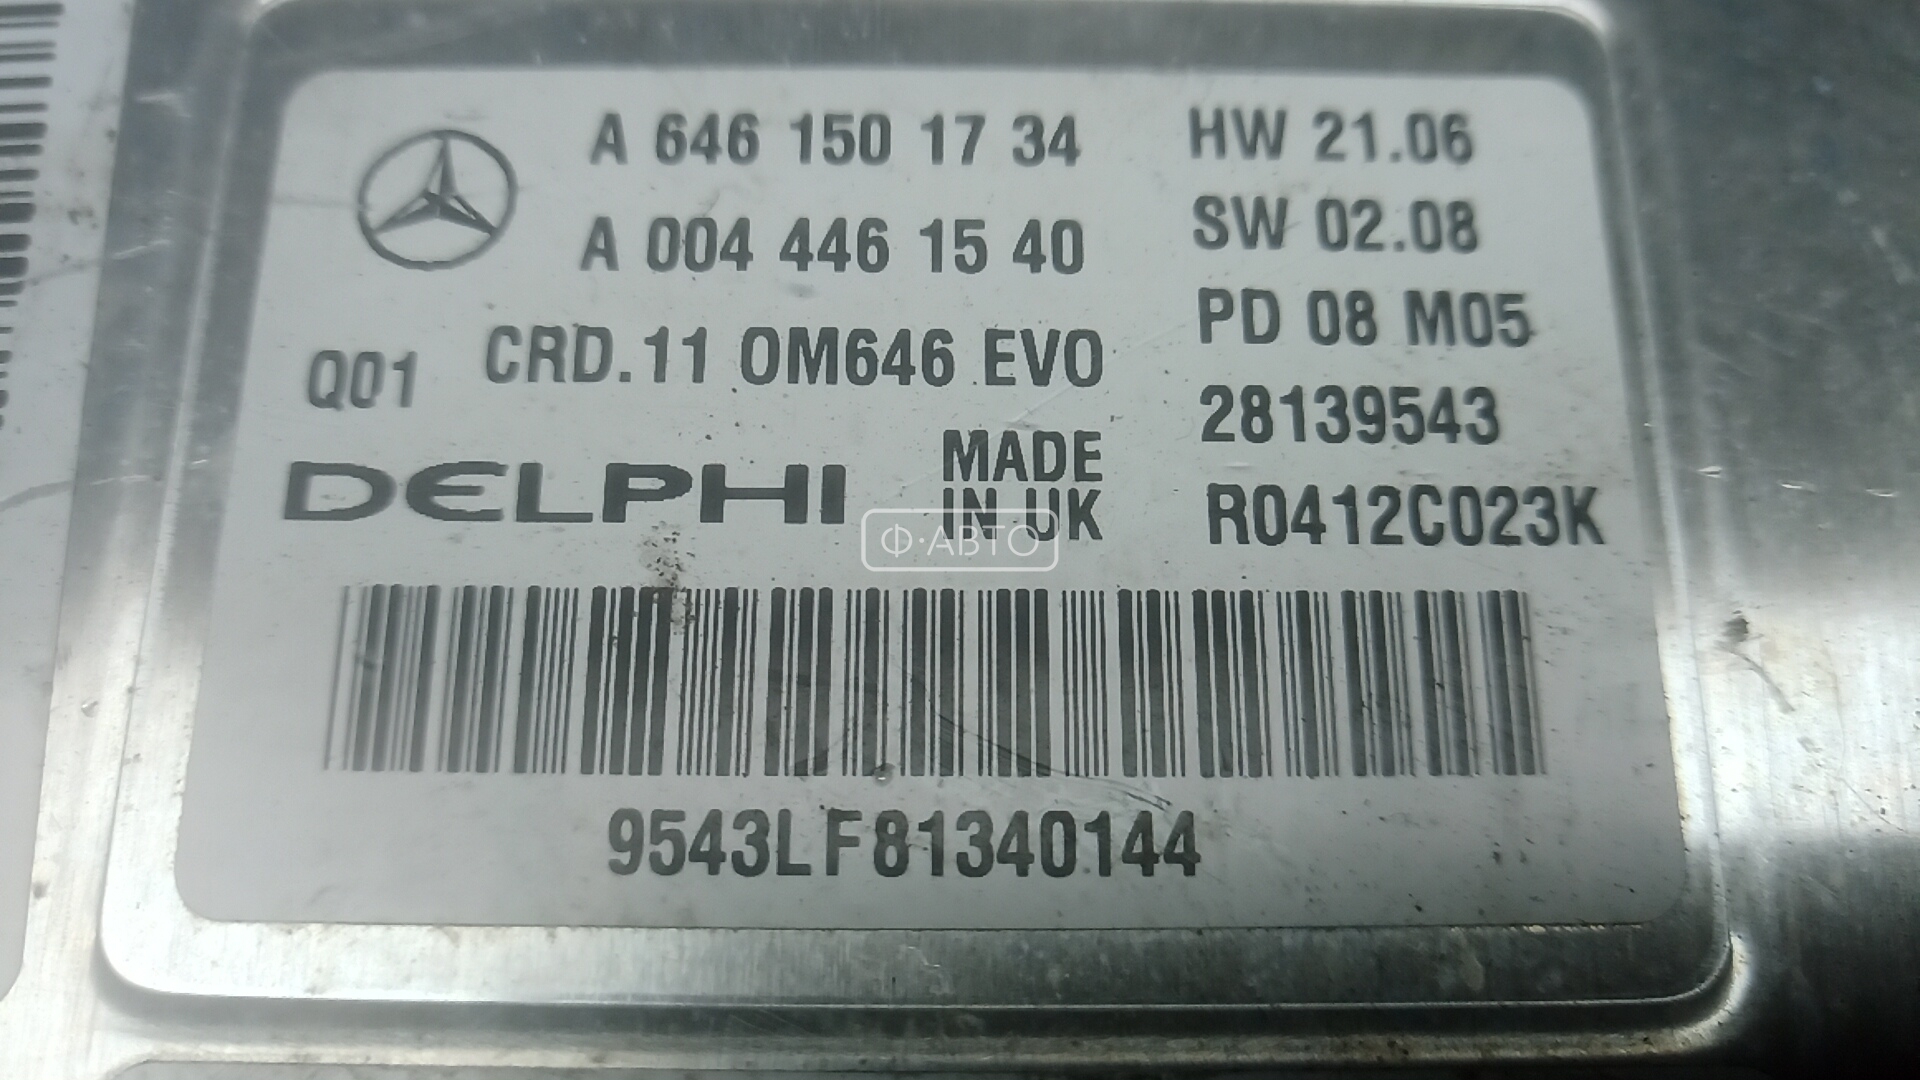 A 646 150 17 34
A 004 446 15 40
Q01 CRD.11 OM646 EVO
DELPHI
MADE
IN UK
HW 21.06
SW 02.08
PD 08 M05
28139543
R0412C023K
9543LF81340144
Ф·АВТО